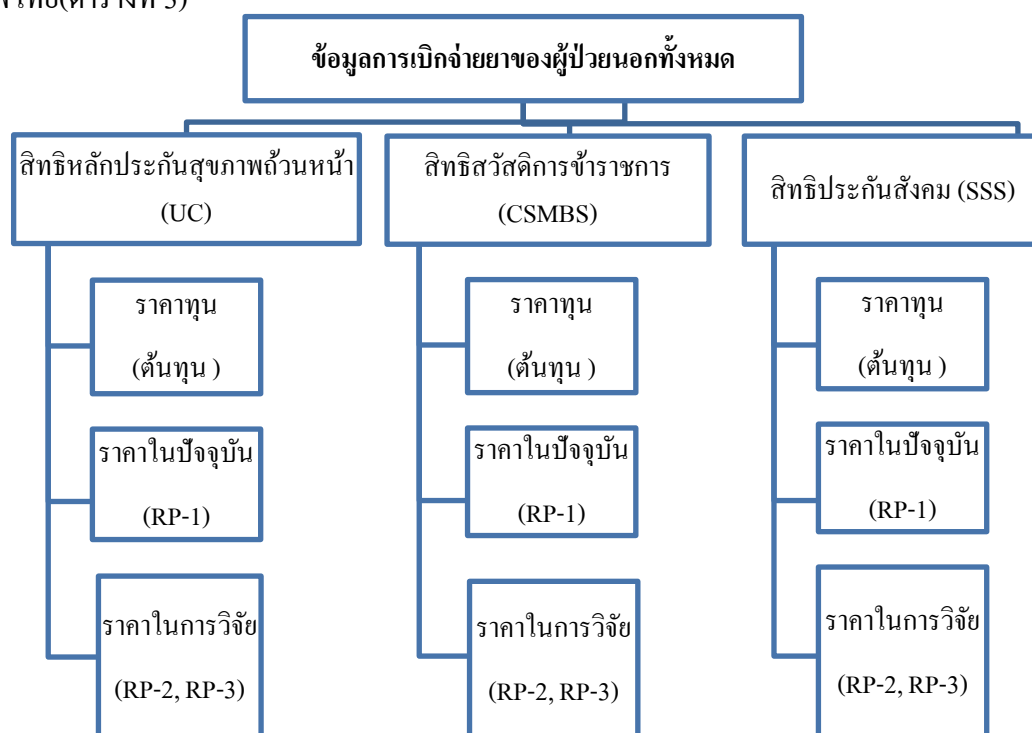 ข้อมูลการเบิกจ่ายยาของผู้ป่วยนอกทั้งหมด
สิทธิหลักประกันสุขภาพถ้วนหน้า
(UC)
ราคาทุน
(ต้นทุน )
ราคาในปัจจุบัน
(RP-1)
ราคาในการวิจัย
(RP-2, RP-3)
สิทธิสวัสดิการข้าราชการ
(CSMBS)
ราคาทุน
(ต้นทุน )
ราคาในปัจจุบัน
(RP-1)
ราคาในการวิจัย
(RP-2, RP-3)
สิทธิประกันสังคม (SSS)
ราคาทุน
(ต้นทุน )
ราคาในปัจจุบัน
(RP-1)
ราคาในการวิจัย
(RP-2, RP-3)